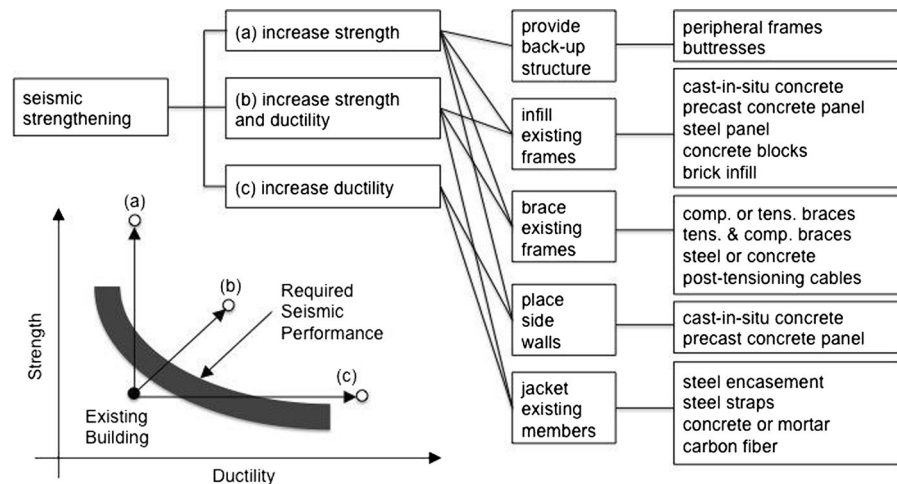 seismic
strengthening
(a) increase strength
(b) increase strength
and ductility
(c) increase ductility
provide
back-up
structure
infill
existing
frames
brace
existing
frames
place
side
walls
jacket
existing
members
peripheral frames
buttresses
cast-in-situ concrete
precast concrete panel
steel panel
concrete blocks
brick infill
comp. or tens. braces
tens. & comp. braces
steel or concrete
post-tensioning cables
cast-in-situ concrete
precast concrete panel
steel encasement
steel straps
concrete or mortar
carbon fiber
(a)
(b)
(c)
Required
Seismic
Performance
Existing
Building
Strength
Ductility